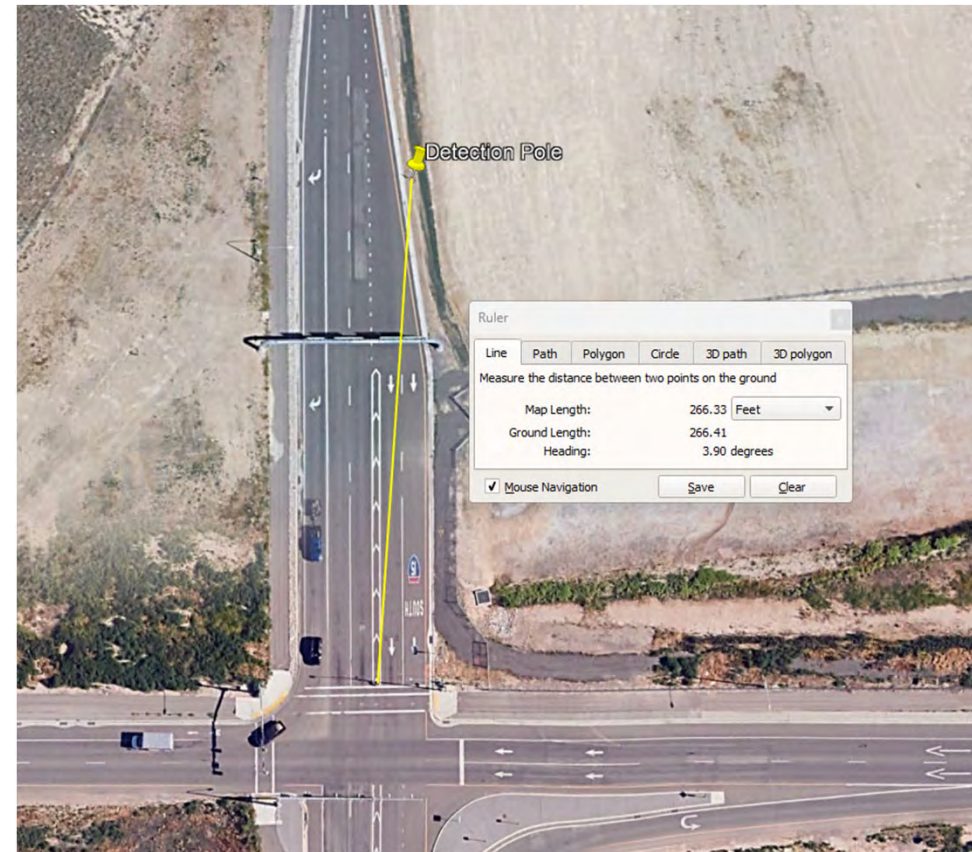 Detection Pole
Ruler
Line Path Polygon Circle 3D path 3D polygon
Measure the distance between two points on the ground
Map Length: 266.33 Feet
Ground Length: 266.41
Heading: 3.90 degrees
Mouse Navigation Save Clear
SOUTH